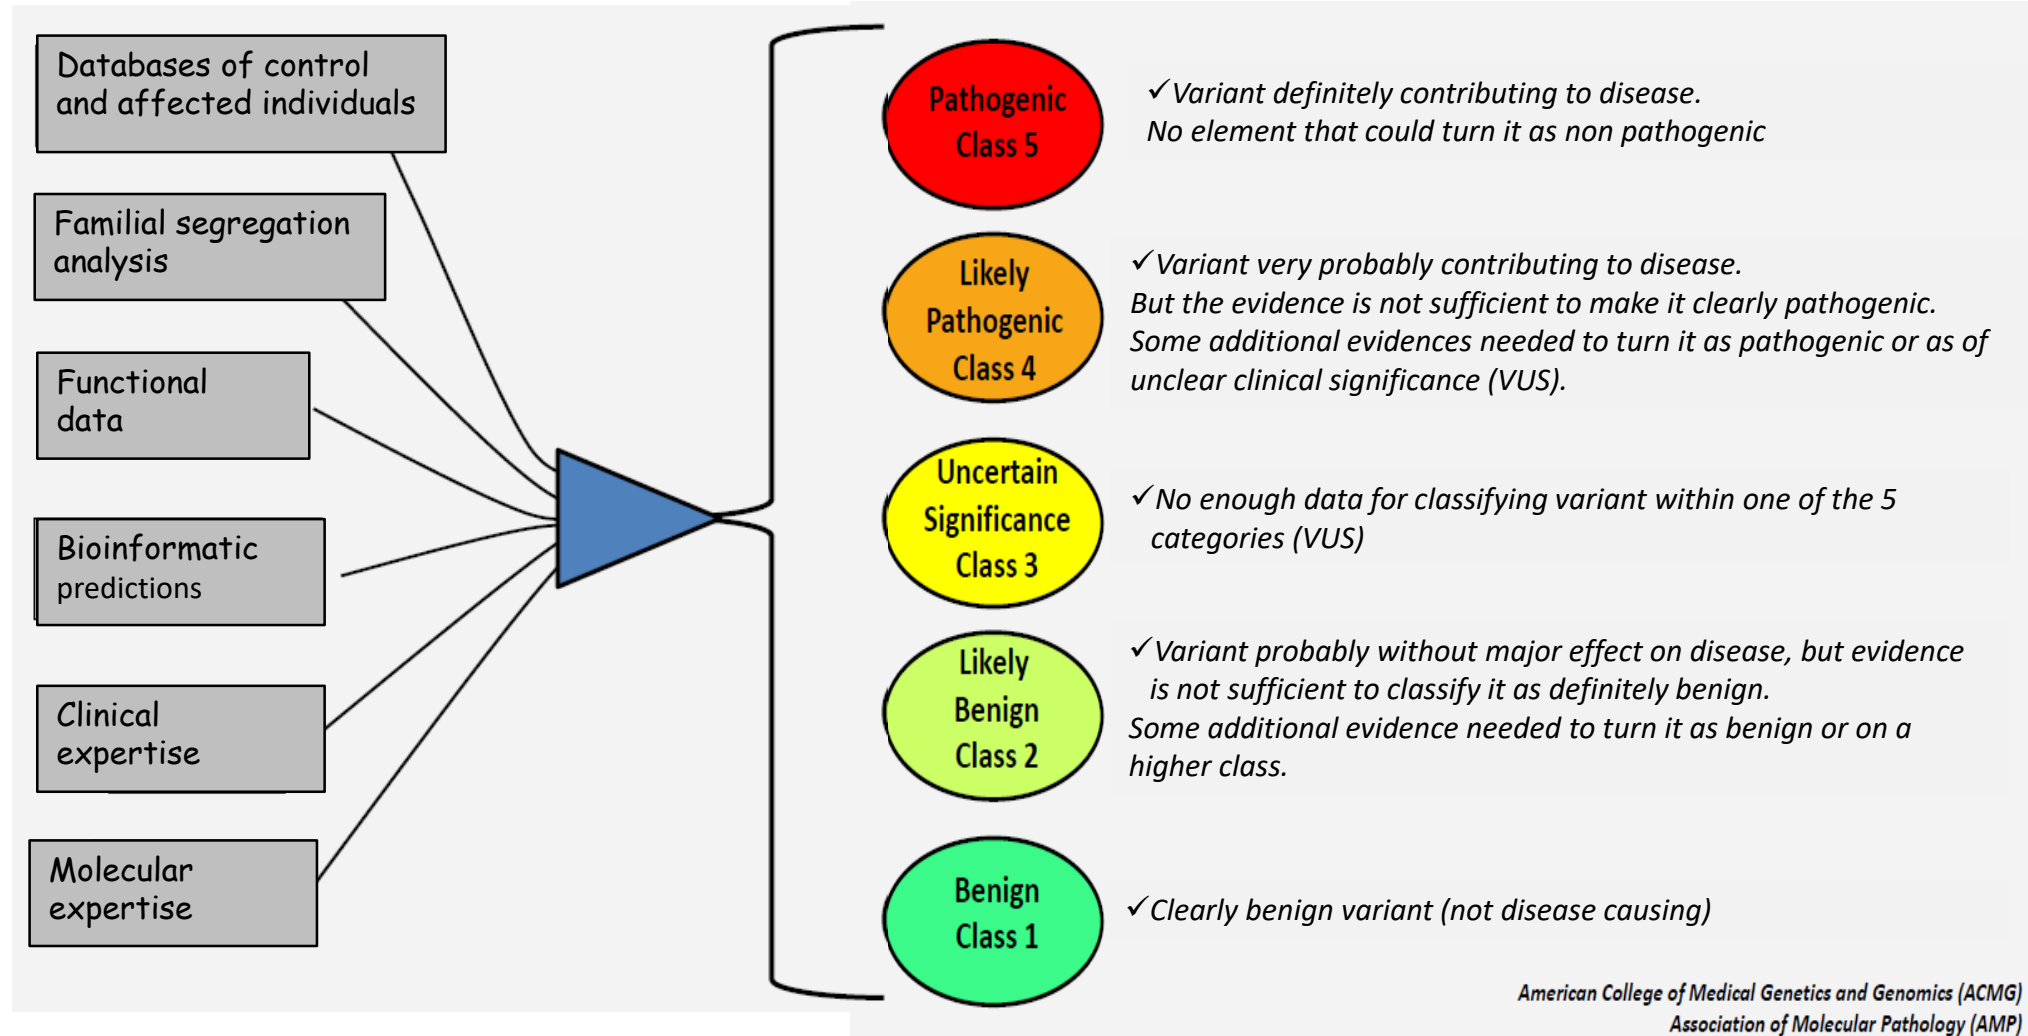 Databases of control
and affected individuals
Familial segregation
analysis
Functional
data
Bioinformatic
predictions
Clinical
expertise
Molecular
expertise
Pathogenic
Class 5
✓Variant definitely contributing to disease.
No element that could turn it as non pathogenic
Likely
Pathogenic
Class 4
✓Variant very probably contributing to disease.
But the evidence is not sufficient to make it clearly pathogenic.
Some additional evidences needed to turn it as pathogenic or as of
unclear clinical significance (VUS).
Uncertain
Significance
Class 3
✓No enough data for classifying variant within one of the 5
categories (VUS)
Likely
Benign
Class 2
✓Variant probably without major effect on disease, but evidence
is not sufficient to classify it as definitely benign.
Some additional evidence needed to turn it as benign or on a
higher class.
Benign
Class 1
✓Clearly benign variant (not disease causing)
American College of Medical Genetics and Genomics (ACMG)
Association of Molecular Pathology (AMP)